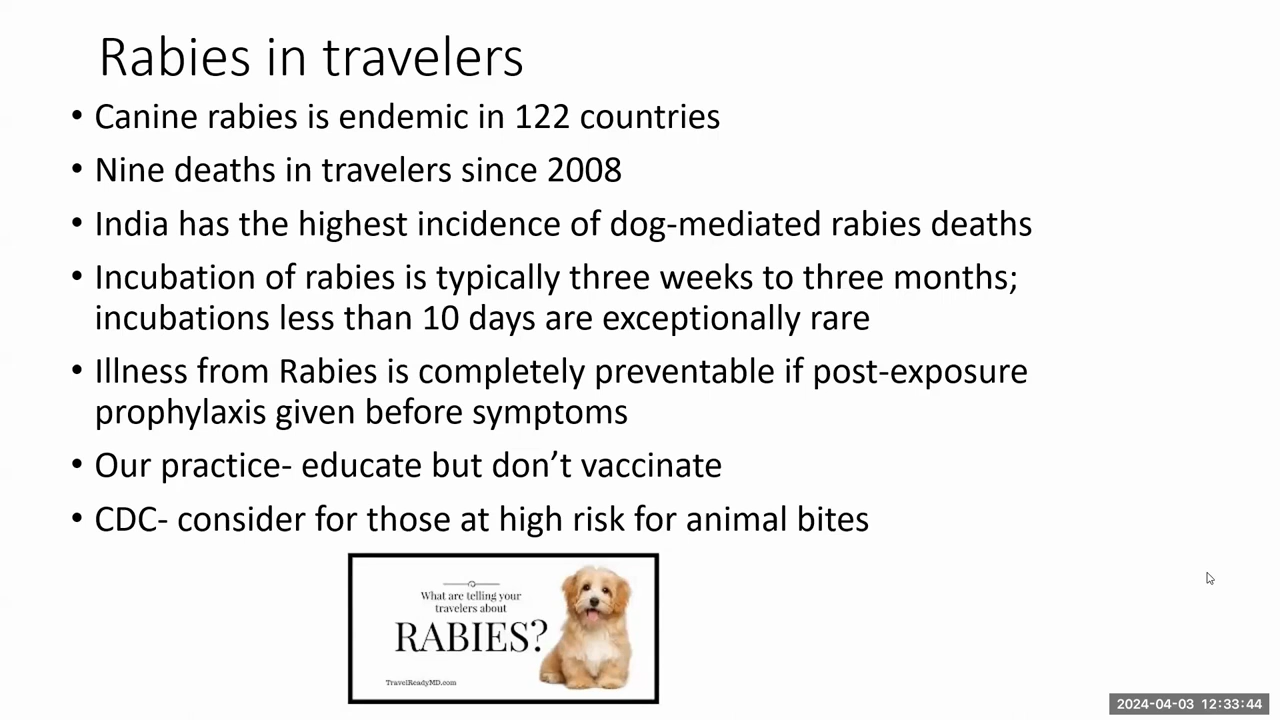 Rabies in travelers
• Canine rabies is endemic in 122 countries
• Nine deaths in travelers since 2008
• India has the highest incidence of dog-mediated rabies deaths
• Incubation of rabies is typically three weeks to three months;
incubations less than 10 days are exceptionally rare
• Illness from Rabies is completely preventable if post-exposure
prophylaxis given before symptoms
• Our practice- educate but don’t vaccinate
• CDC- consider for those at high risk for animal bites
What are telling your
travelers about
RABIES?
TravelReadyMD.com
2024-04-03 12:33:44